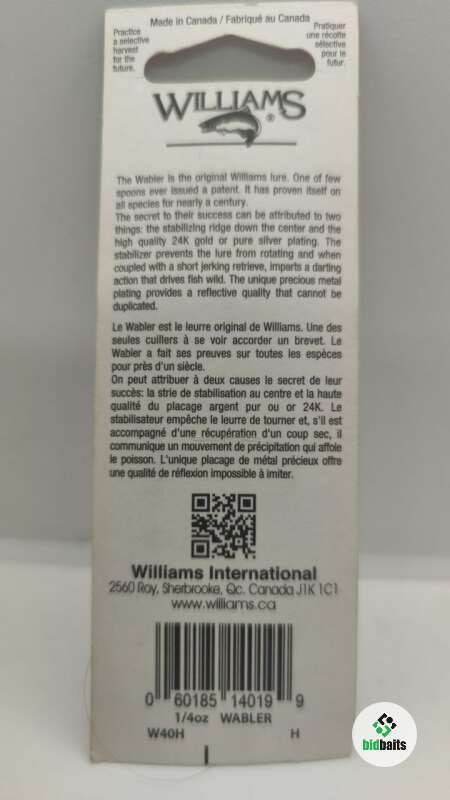 Made in Canada / Fabriqué au Canada
Practice
a selective
harvest
for the
future.
Pratiquer
une récolte
sélective
pour le
futur.
WILLIAMS
®
The Wabler is the original Williams lure. One of few
spoons ever issued a patent. It has proven itself on
all species for nearly a century.
The secret to their success can be attributed to two
things: the stabilizing ridge down the center and the
high quality 24K gold or pure silver plating. The
stabilizer prevents the lure from rotating and when
coupled with a short jerking retrieve, imparts a darting
action that drives fish wild. The unique precious metal
plating provides a reflective quality that cannot be
duplicated.
Le Wabler est le leurre original de Williams. Une des
seules cuillers à se voir accorder un brevet. Le
Wabler a fait ses preuves sur toutes les espèces
pour près d'un siècle.
On peut attribuer à deux causes le secret de leur
succès: la strie de stabilisation au centre et la haute
qualité du placage argent pur ou or 24K. Le
stabilisateur empêche le leurre de tourner et, s'il est
accompagné d'une récupération d'un coup sec, il
communique un mouvement de précipitation qui affole
le poisson. L'unique placage de métal précieux offre
une qualité de réflexion impossible à imiter.
Williams International
2560 Roy, Sherbrooke, Qc. Canada J1K 1C1
www.williams.ca
0 60185 14019 9
1/4oz WABLER
W40H H
bidbaits